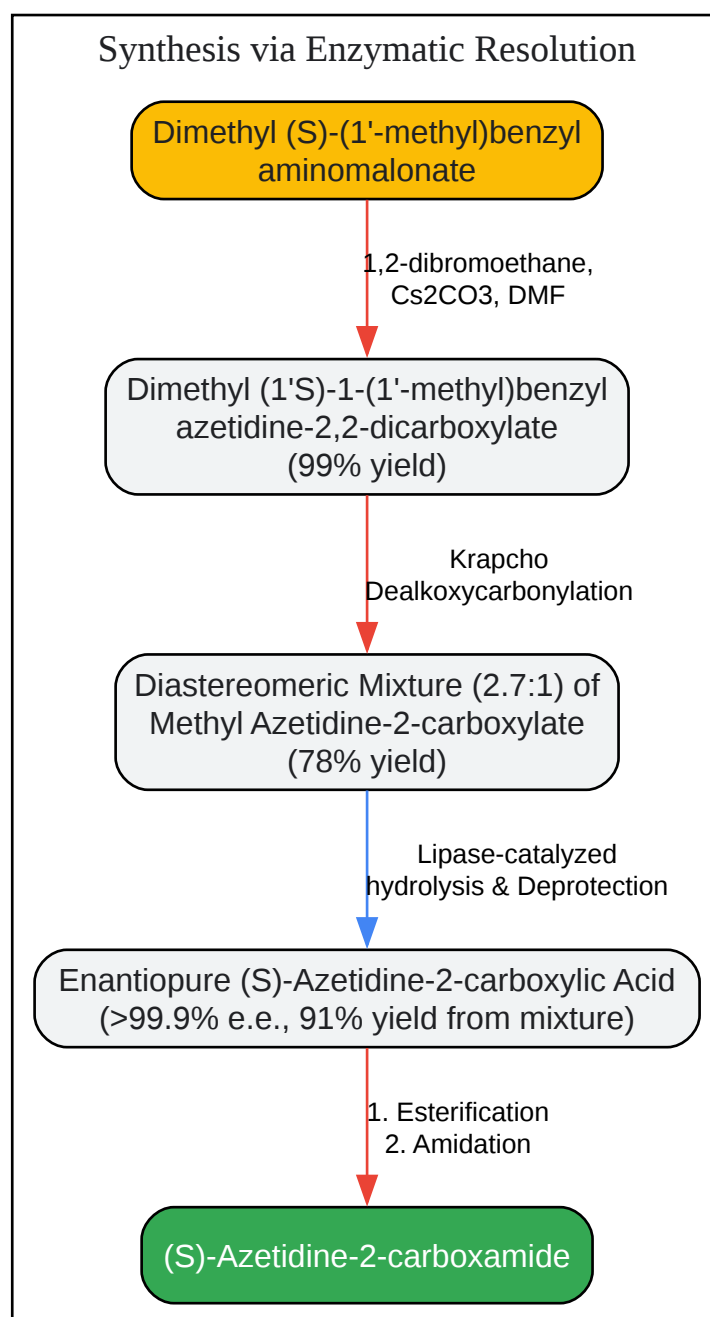 Synthesis via Enzymatic Resolution
Dimethyl (S)-(1'-methyl)benzyl
aminomalonate
1,2-dibromoethane,
Cs2CO3, DMF
Dimethyl (1'S)-1-(1'-methyl)benzyl
azetidine-2,2-dicarboxylate
(99% yield)
Krapcho
Dealkoxycarbonylation
Diastereomeric Mixture (2.7:1) of
Methyl Azetidine-2-carboxylate
(78% yield)
Lipase-catalyzed
hydrolysis & Deprotection
Enantiopure (S)-Azetidine-2-carboxylic Acid
(>99.9% e.e., 91% yield from mixture)
1. Esterification
2. Amidation
(S)-Azetidine-2-carboxamide